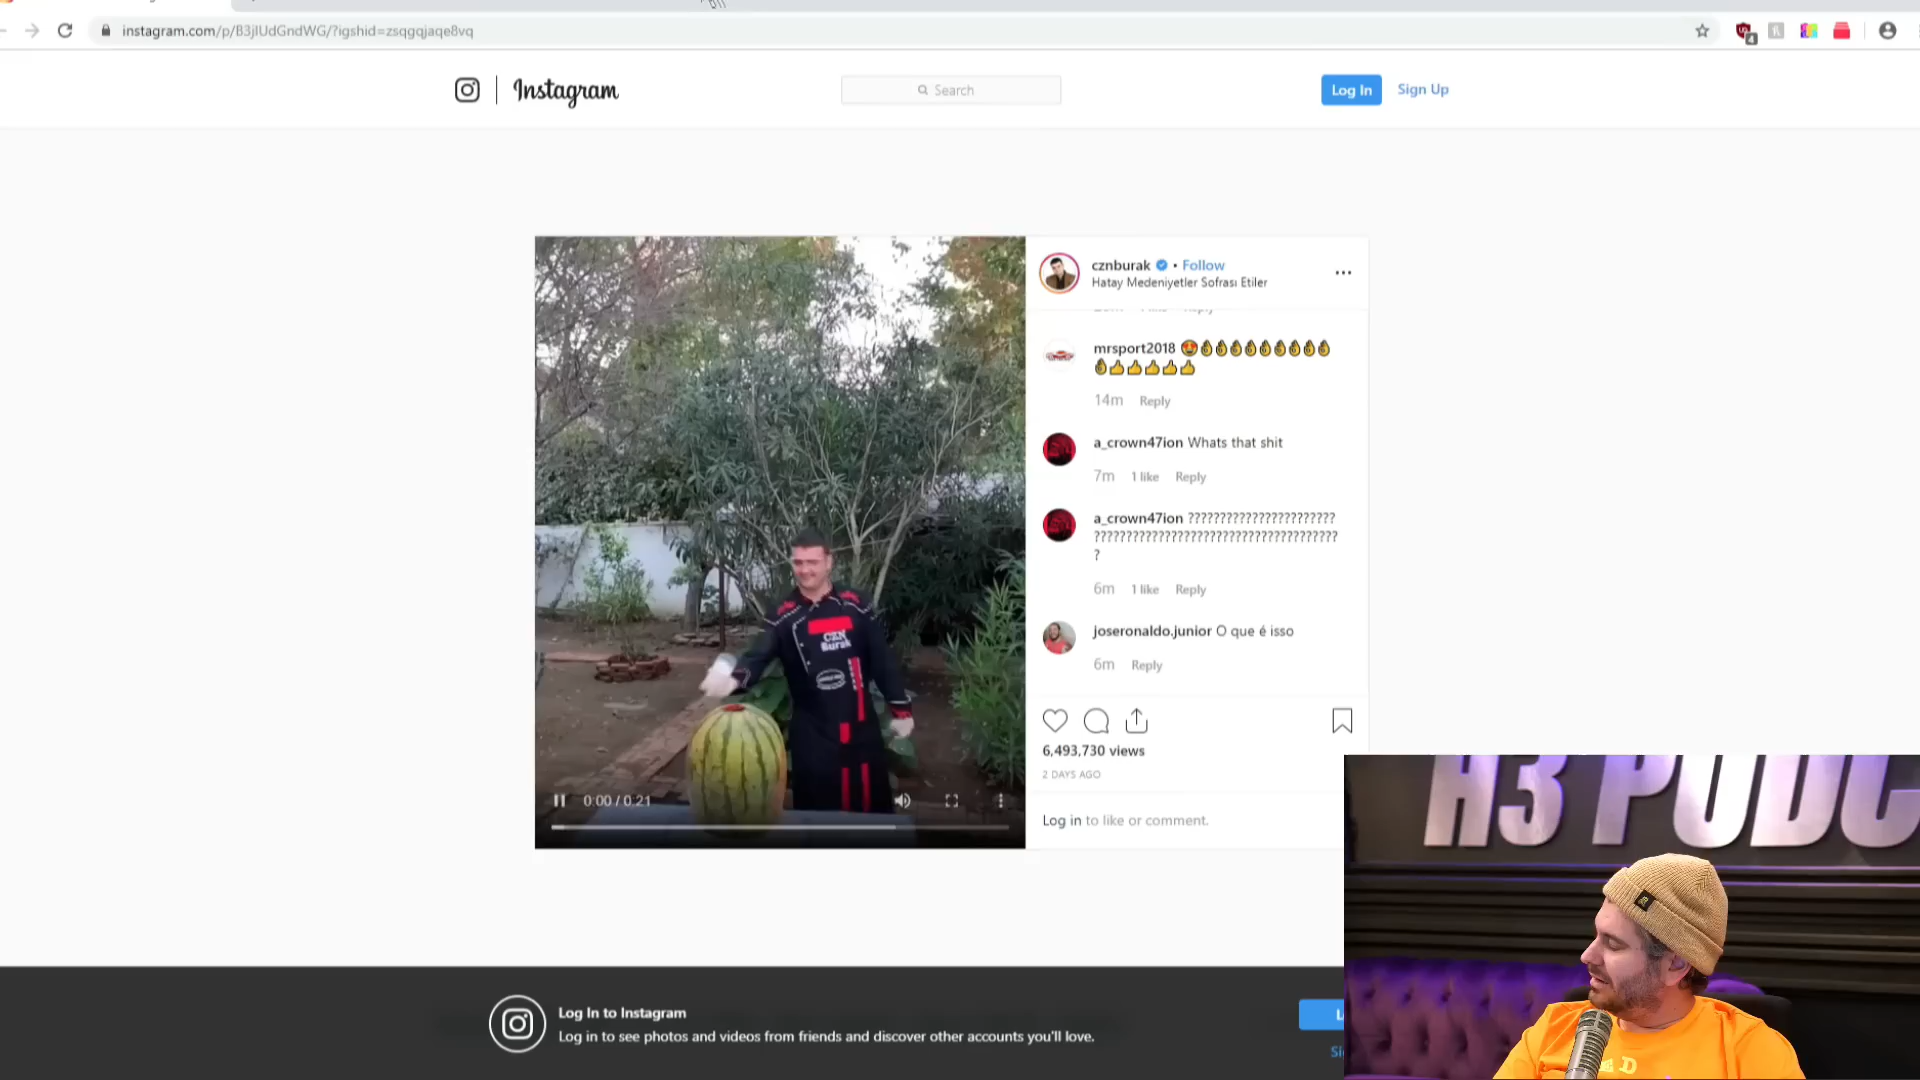 instagram.com/p/B3jlUdGndWG/?igshid=zsqgqjaqe8vq
4
Instagram
Search
Log In
Sign Up
cznburak • Follow
Hatay Medeniyetler Sofrası Etiler
mrsport2018 😍👌👌👌👌👌👌👌👌👌
👌👍👍👍👍👍
14m Reply
a_crown47ion Whats that shit
7m 1 like Reply
a_crown47ion ???????????????????????
??????????????????????????????????????
?
6m 1 like Reply
joseronaldo.junior O que é isso
6m Reply
6,493,730 views
2 DAYS AGO
Log in to like or comment.
CZN
Burak
0:00 / 0:21
H3 PODC
Log In to Instagram
Log in to see photos and videos from friends and discover other accounts you'll love.